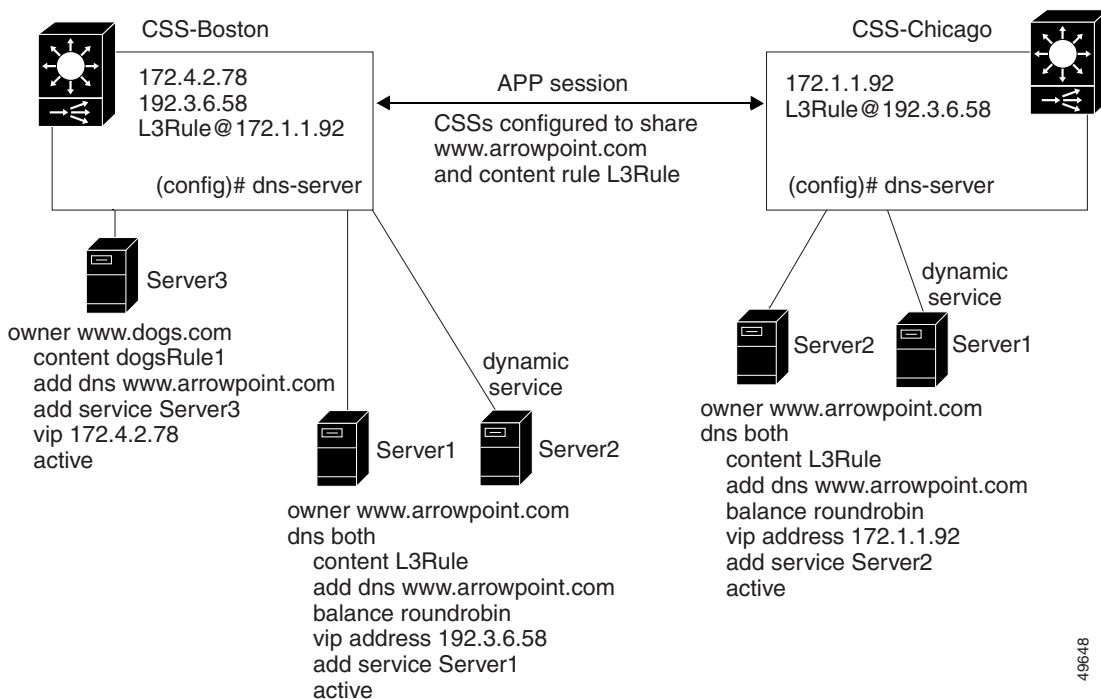 CSS-Boston
172.4.2.78
192.3.6.58
L3Rule@172.1.1.92
(config)# dns-server
APP session
CSSs configured to share
www.arrowpoint.com
and content rule L3Rule
CSS-Chicago
172.1.1.92
L3Rule@192.3.6.58
(config)# dns-server
Server3
owner www.dogs.com
content dogsRule1
add dns www.arrowpoint.com
add service Server3
vip 172.4.2.78
active
Server1
dynamic
service
Server2
owner www.arrowpoint.com
dns both
content L3Rule
add dns www.arrowpoint.com
balance roundrobin
vip address 192.3.6.58
add service Server1
active
Server2
dynamic
service
Server1
owner www.arrowpoint.com
dns both
content L3Rule
add dns www.arrowpoint.com
balance roundrobin
vip address 172.1.1.92
add service Server2
active
49648